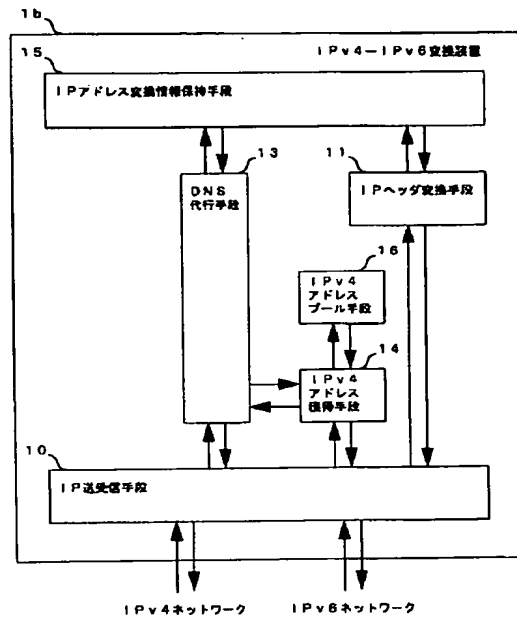 1b
IPv4−IPv6変換装置
15
IPアドレス変換情報保持手段
13
11
DNS
代行手段
IPヘッダ変換手段
16
IPv4
アドレス
プール手段
14
IPv4
アドレス
獲得手段
10
IP送受信手段
IPv4ネットワーク
IPv6ネットワーク